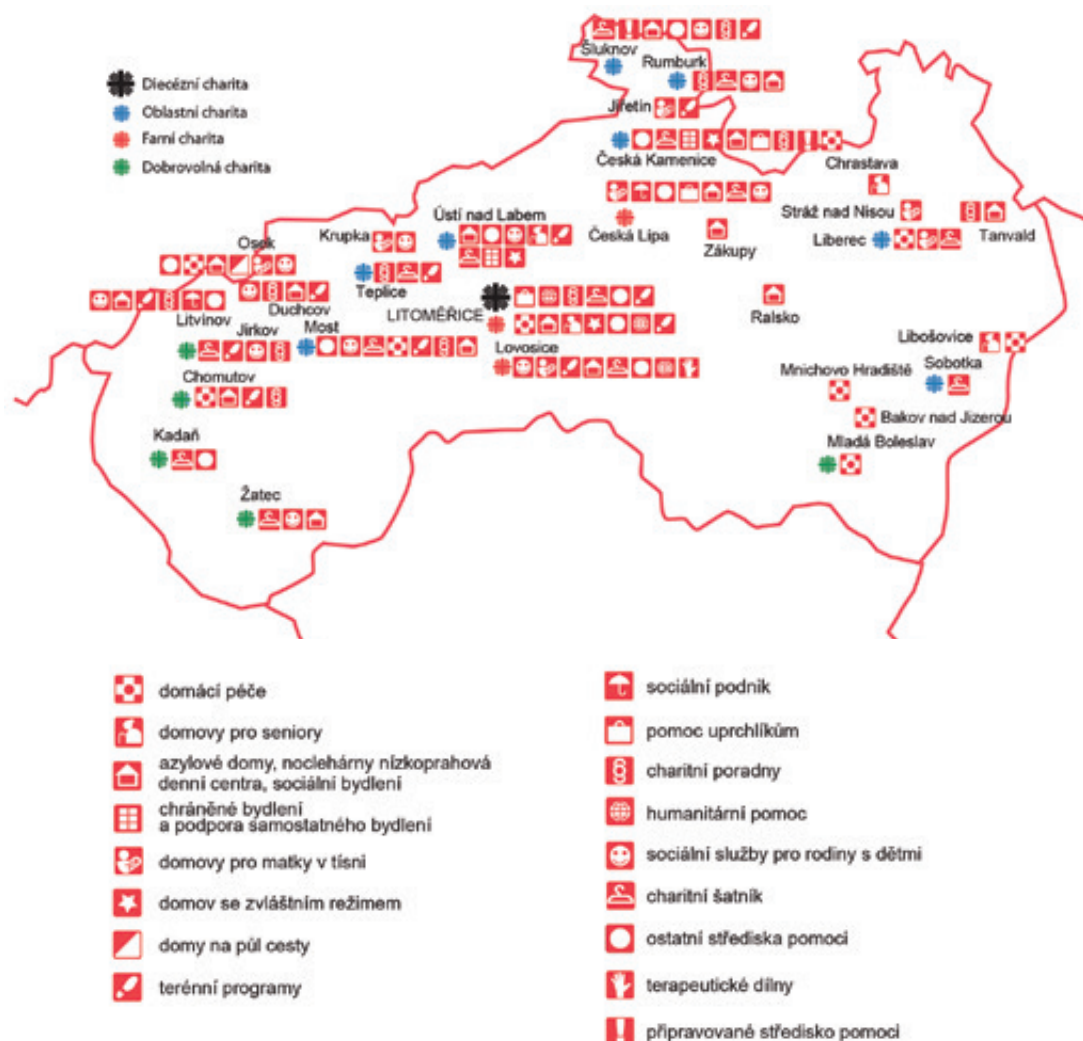 Šluknov
Rumburk
Diecézní charita
Oblastní charita
Farní charita
Dobrovolná charita
Jiřetín
Česká Kamenice
Chrastava
Ústí nad Labem
Stráž nad Nisou
Krupka
Česká Lípa
Zákupy
Liberec
Tanvald
Osek
Teplice
Duchcov
LITOMĚŘICE
Ralsko
Litvínov
Jirkov
Most
Lovosice
Libošovice
Chomutov
Mnichovo Hradiště
Sobotka
Bakov nad Jizerou
Kadaň
Mladá Boleslav
Žatec
domácí péče
domovy pro seniory
azylové domy, noclehárny nízkoprahová
denní centra, sociální bydlení
chráněné bydlení
a podpora samostatného bydlení
domovy pro matky v tísni
domov se zvláštním režimem
domy na půl cesty
terénní programy
sociální podnik
pomoc uprchlíkům
charitní poradny
humanitární pomoc
sociální služby pro rodiny s dětmi
charitní šatník
ostatní střediska pomoci
terapeutické dílny
připravované středisko pomoci